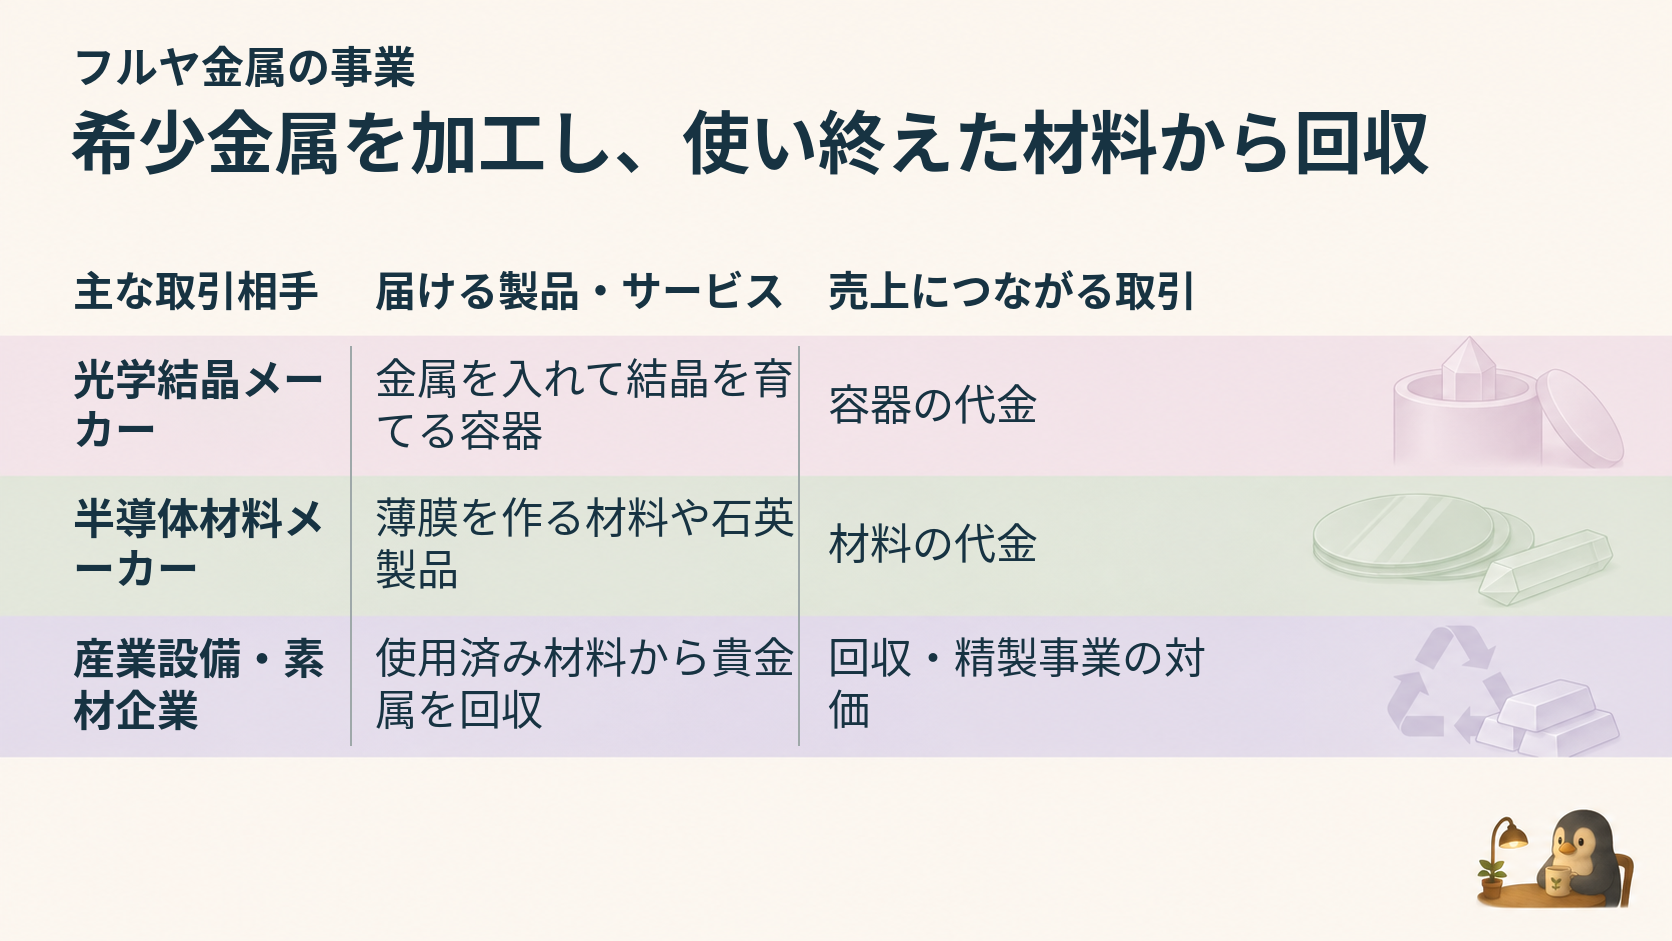 フルヤ金属の事業
希少金属を加工し、使い終えた材料から回収
主な取引相手
届ける製品・サービス
売上につながる取引
光学結晶メー
カー
金属を入れて結晶を育
てる容器
容器の代金
半導体材料メ
ーカー
薄膜を作る材料や石英
製品
材料の代金
産業設備・素
材企業
使用済み材料から貴金
属を回収
回収・精製事業の対
価